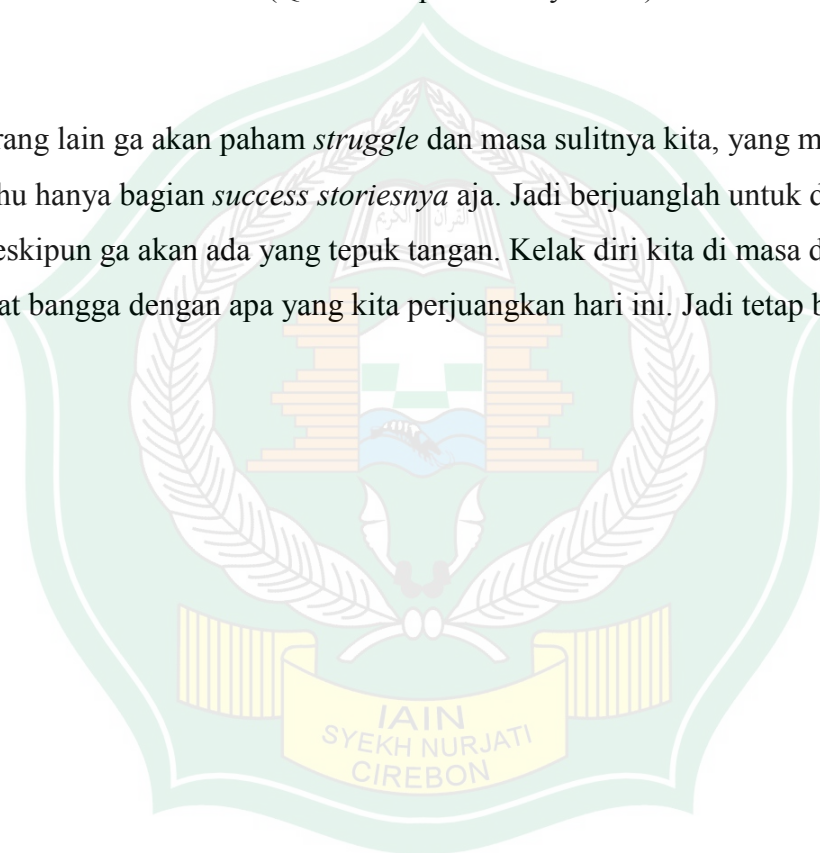 rang lain ga akan paham struggle dan masa sulitnya kita, yang m
hu hanya bagian success storiesnya aja. Jadi berjuanglah untuk d
eskipun ga akan ada yang tepuk tangan. Kelak diri kita di masa d
at bangga dengan apa yang kita perjuangkan hari ini. Jadi tetap b
القرآن الكريم
IAIN
SYEKH NURJATI
CIREBON